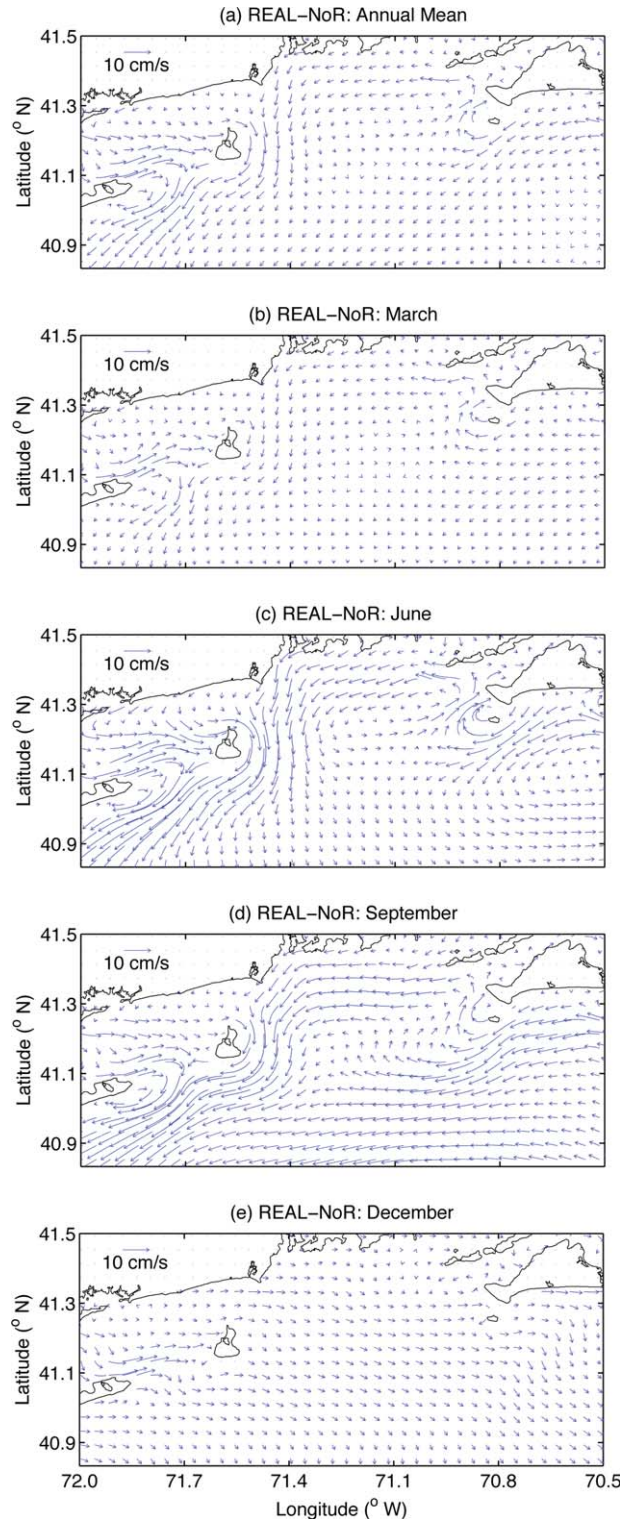 (a) REAL−NoR: Annual Mean
41.5
10 cm/s
41.3
41.1
40.9
Latitude (° N)
(b) REAL−NoR: March
41.5
10 cm/s
41.3
41.1
40.9
Latitude (° N)
(c) REAL−NoR: June
41.5
10 cm/s
41.3
41.1
40.9
Latitude (° N)
(d) REAL−NoR: September
41.5
10 cm/s
41.3
41.1
40.9
Latitude (° N)
(e) REAL−NoR: December
41.5
10 cm/s
41.3
41.1
40.9
Latitude (° N)
72.0 71.7 71.4 71.1 70.8 70.5
Longitude (° W)